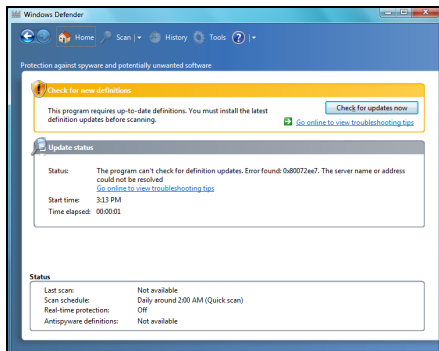 Windows Defender
Home Scan History Tools
Protection against spyware and potentially unwanted software
Check for new definitions
This program requires up-to-date definitions. You must install the latest
definition updates before scanning.
Check for updates now
Go online to view troubleshooting tips
Update status
Status: The program can't check for definition updates. Error found: 0x80072ee7. The server name or address
could not be resolved
Go online to view troubleshooting tips
Start time: 3:13 PM
Time elapsed: 00:00:01
Status
Last scan: Not available
Scan schedule: Daily around 2:00 AM (Quick scan)
Real-time protection: Off
Antispyware definitions: Not available